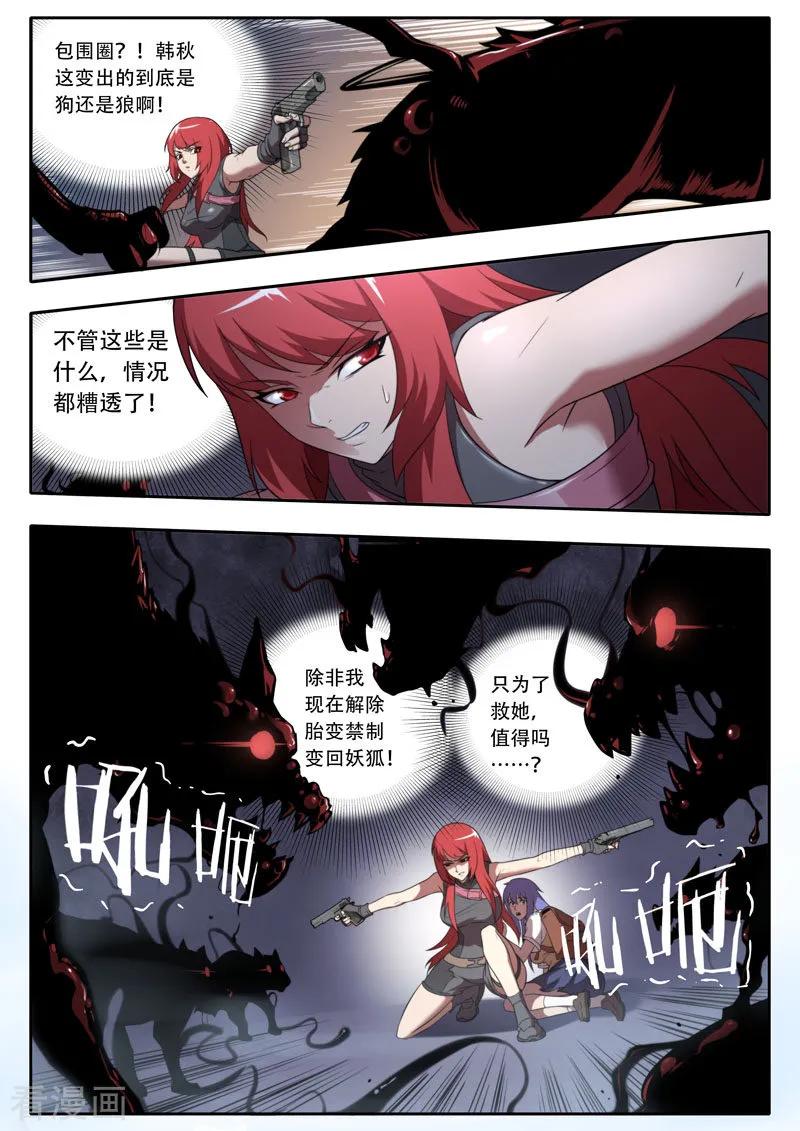 包围圈？！韩秋
这变出的到底是
狗还是狼啊！
不管这些是
什么，情况
都糟透了！
除非我
现在解除
胎变禁制
变回妖狐！
只为了
救她，
值得吗
……？
吼 呃
吼 呃
看漫画